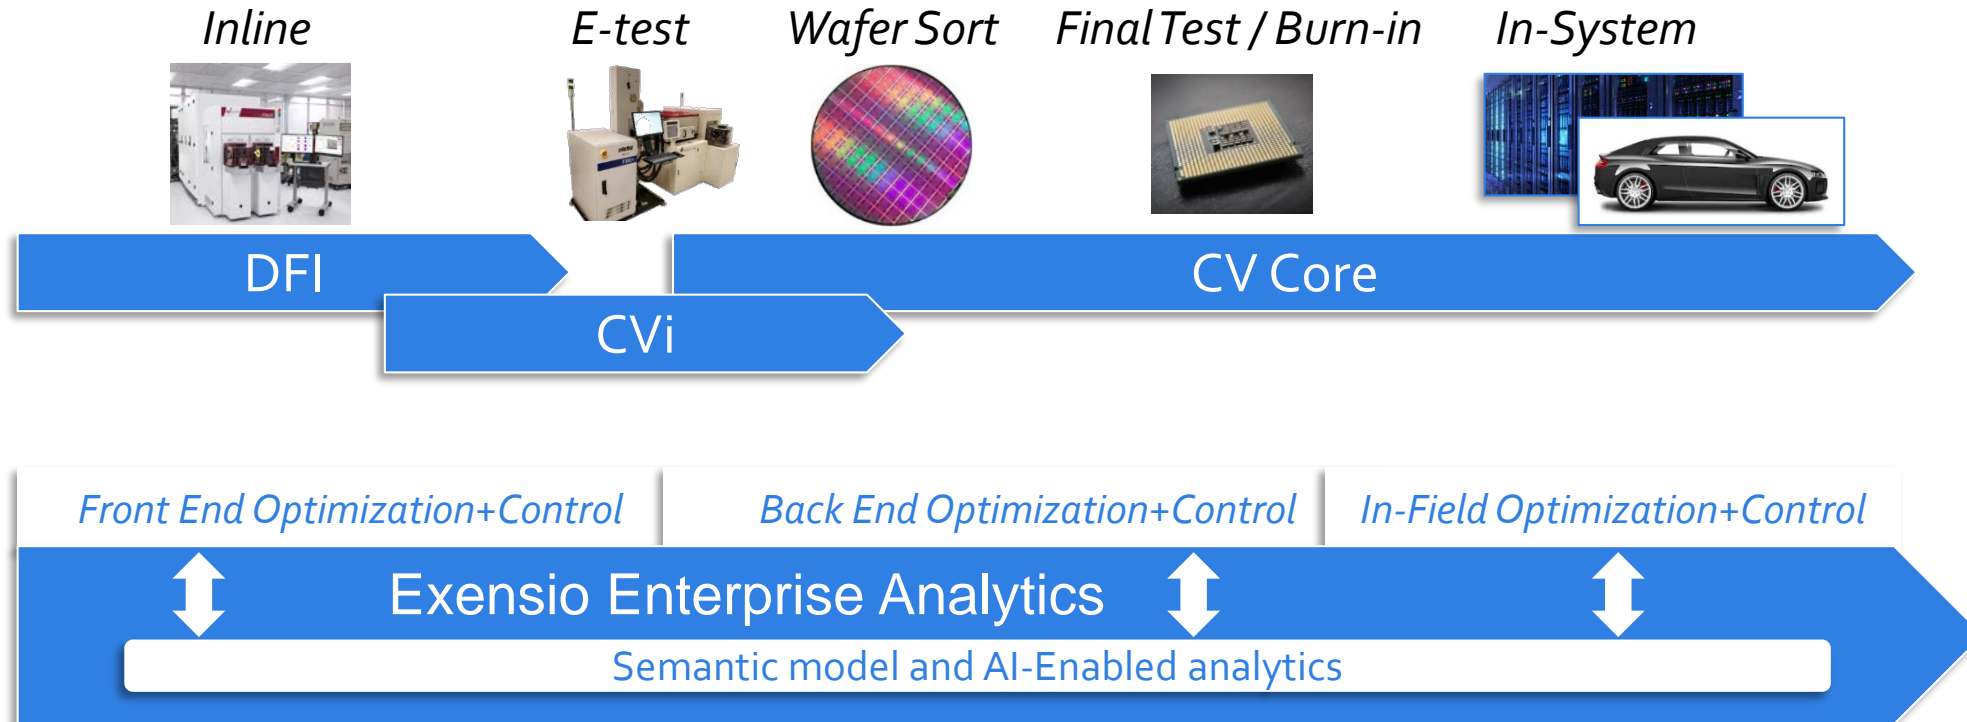 Inline
E-test
Wafer Sort
Final Test / Burn-in
In-System
DFI
CV Core
CVi
Front End Optimization+Control
Back End Optimization+Control
In-Field Optimization+Control
Exensio Enterprise Analytics
Semantic model and AI-Enabled analytics